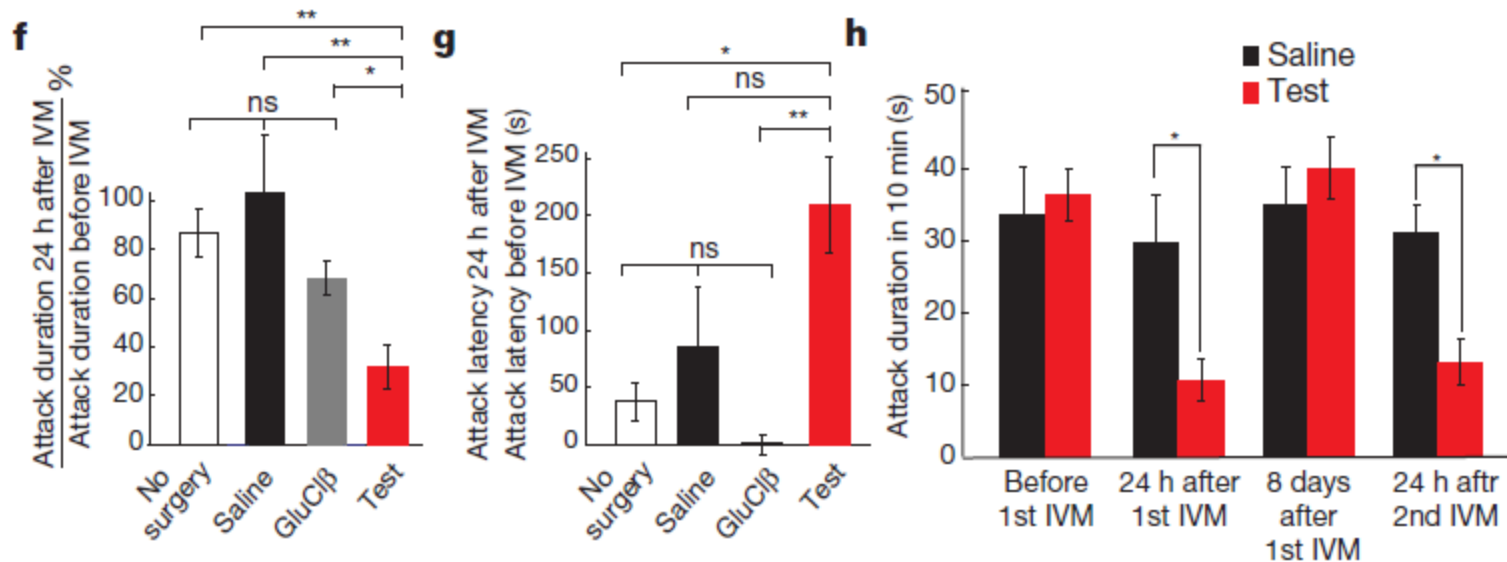 f
Attack duration 24 h after IVM
Attack duration before IVM
%
**
**
*
ns
100
80
60
40
20
0
No surgery
Saline
GluClβ
Test
g
Attack latency 24 h after IVM
Attack latency before IVM (s)
*
ns
**
ns
250
200
150
100
50
0
No surgery
Saline
GluClβ
Test
h
Saline
Test
Attack duration in 10 min (s)
50
40
30
20
10
0
*
*
Before
1st IVM
24 h after
1st IVM
8 days
after
1st IVM
24 h aftr
2nd IVM